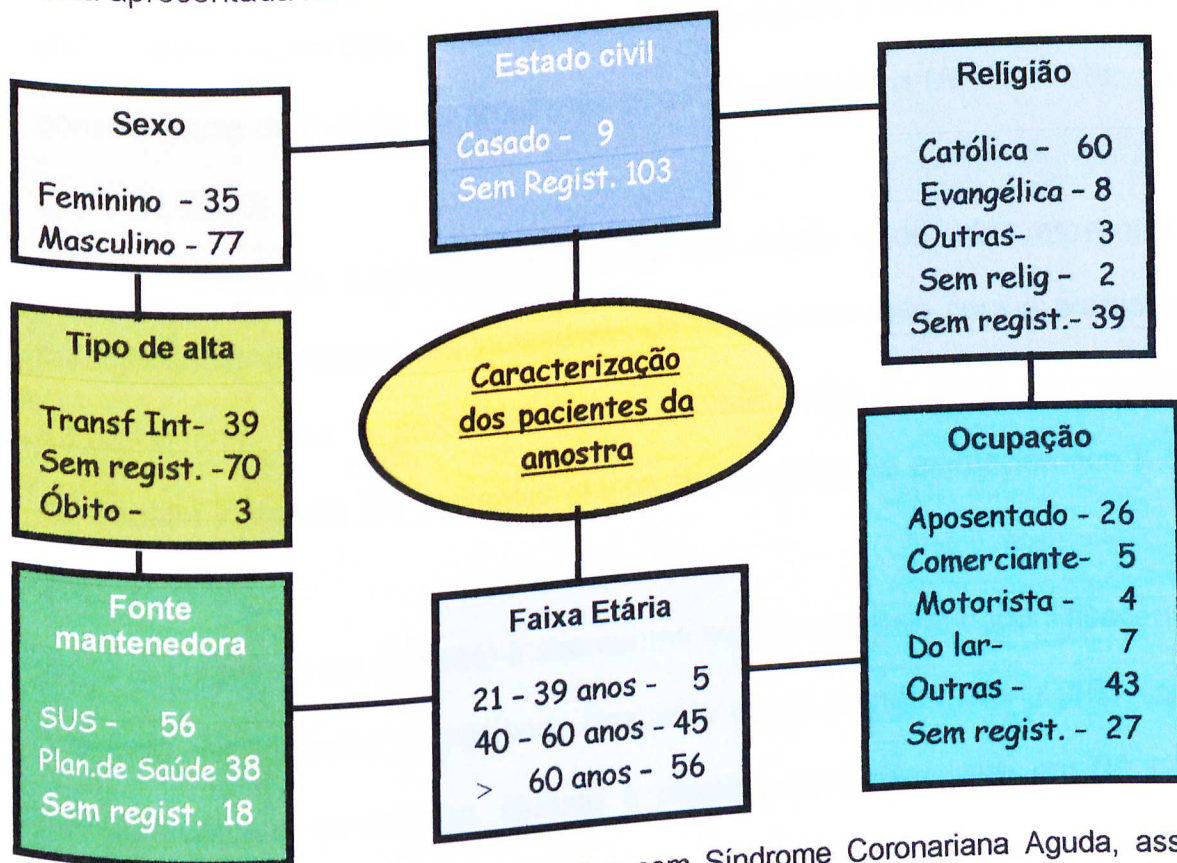 Sexo
Feminino - 35
Masculino - 77
Estado civil
Casado - 9
Sem Regist. 103
Religião
Católica - 60
Evangélica - 8
Outras- 3
Sem relig - 2
Sem regist.- 39
Tipo de alta
Transf Int- 39
Sem regist. -70
Óbito - 3
Caracterização
dos pacientes da
amostra
Ocupação
Aposentado - 26
Comerciante- 5
Motorista - 4
Do lar- 7
Outras - 43
Sem regist. - 27
Fonte
mantenedora
SUS - 56
Plan.de Saúde 38
Sem regist. 18
Faixa Etária
21 - 39 anos - 5
40 - 60 anos - 45
> 60 anos - 56
com Síndrome Coronariana Aguda, ass